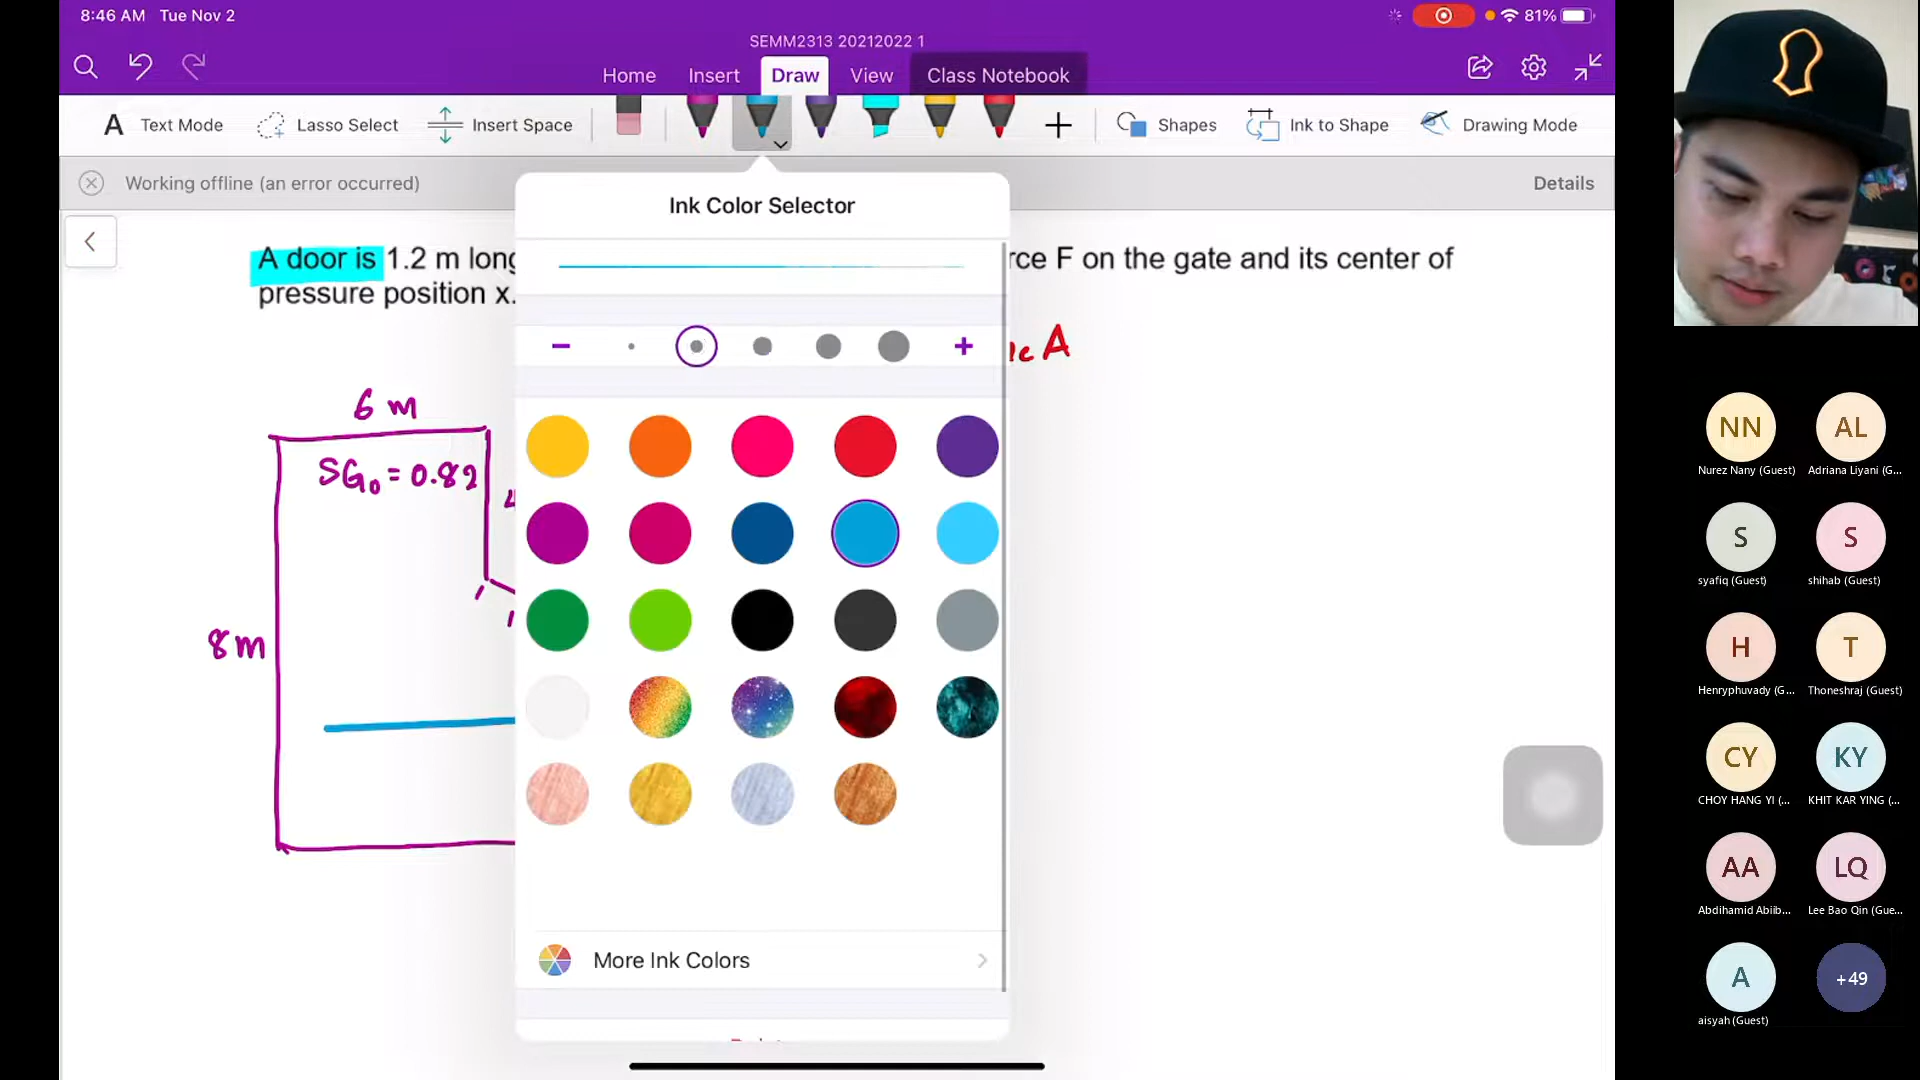 8:46 AM Tue Nov 2
81%
SEMM2313 20212022 1
Home Insert Draw View Class Notebook
A Text Mode Lasso Select Insert Space Shapes Ink to Shape Drawing Mode
Working offline (an error occurred) Details
Ink Color Selector
A door is 1.2 m long
F on the gate and its center of
pressure position x.
A
6 m
SG₀ = 0.82
8m
More Ink Colors
NN AL
Nurez Nany (Guest) Adriana Liyani (G...
S S
syafiq (Guest) shihab (Guest)
H T
Henryphuvady (G... Thoneshraj (Guest)
CY KY
CHOY HANG YI (... KHIT KAR YING (...
AA LQ
Abdihamid Abiib... Lee Bao Qin (Gue...
A +49
aisyah (Guest)